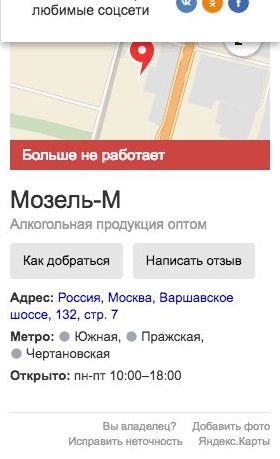 любимые соцсети
Больше не работает
Мозель-М
Алкогольная продукция оптом
Как добраться
Написать отзыв
Адрес: Россия, Москва, Варшавское
шоссе, 132, стр. 7
Метро: Южная, Пражская,
Чертановская
Открыто: пн-пт 10:00–18:00
Вы владелец? Добавить фото
Исправить неточность Яндекс.Карты